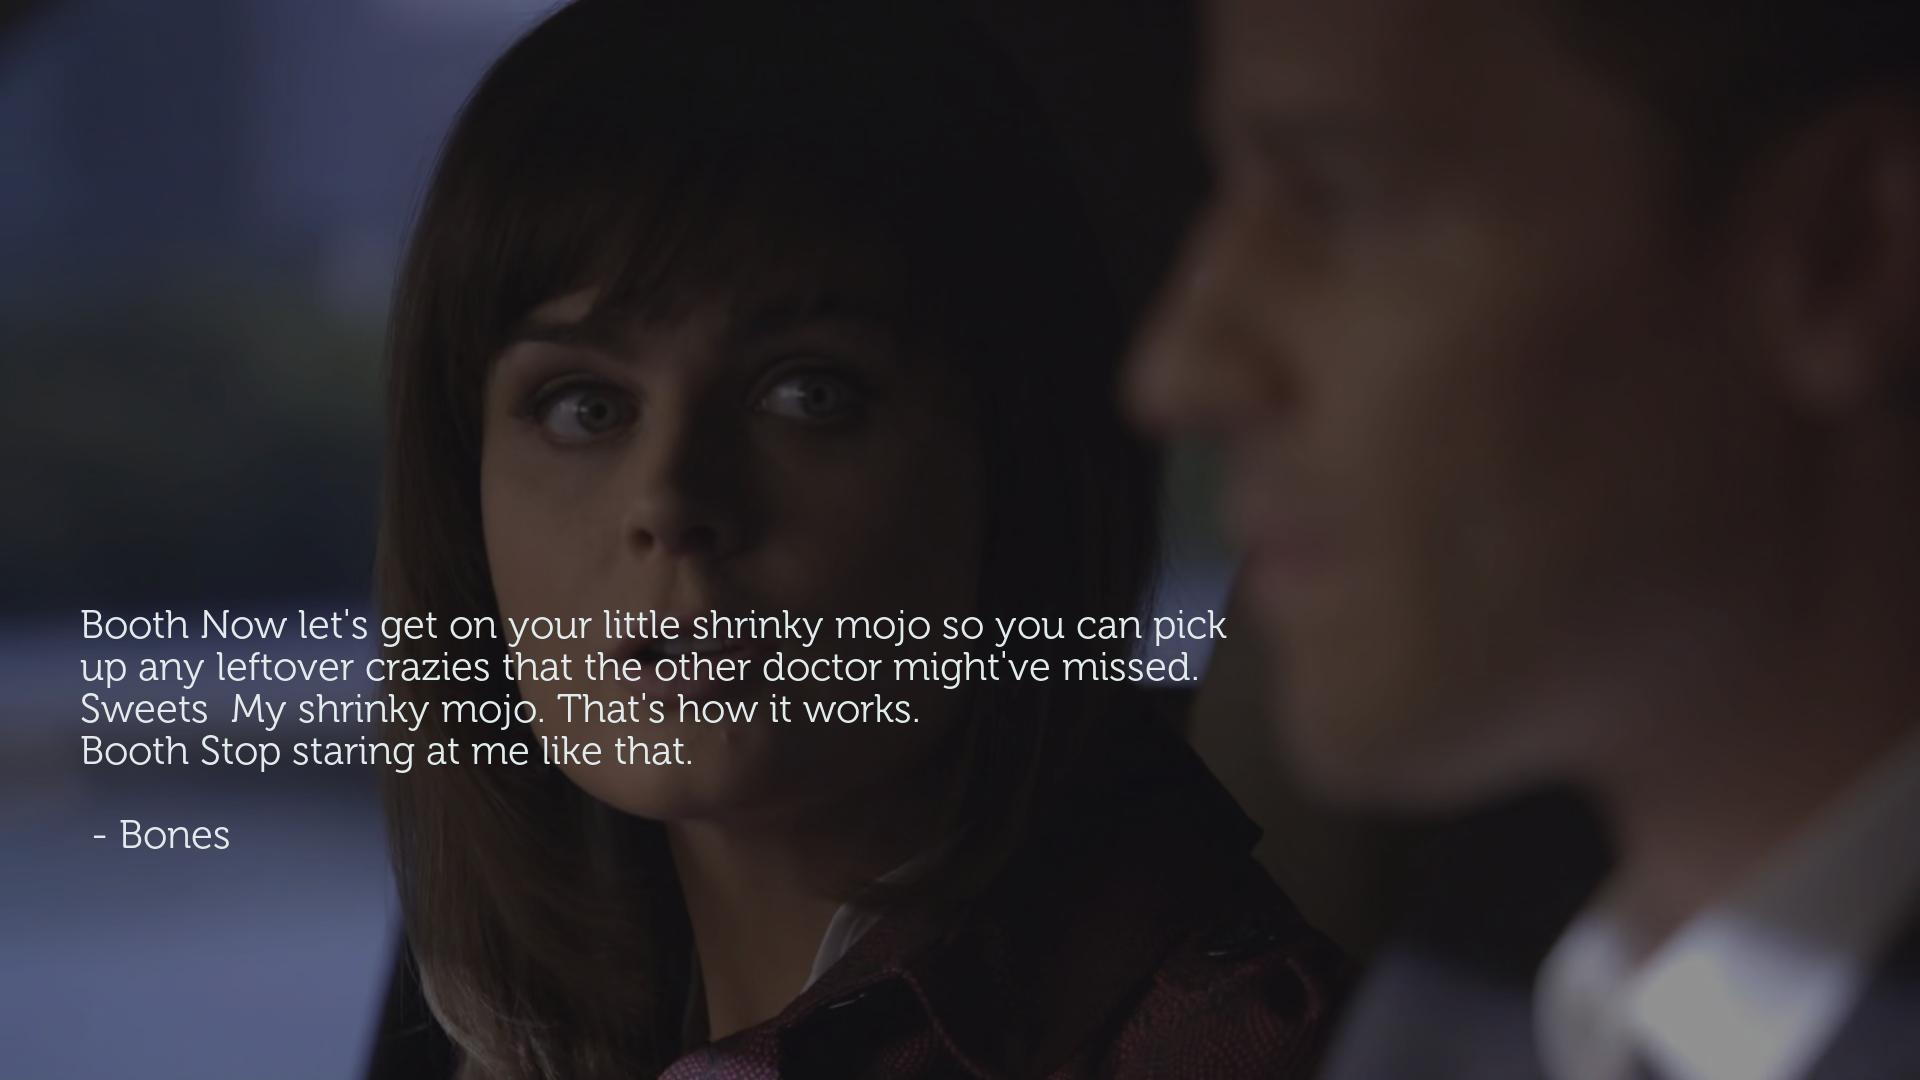 Booth Now let's get on your little shrinky mojo so you can pick
up any leftover crazies that the other doctor might've missed.
Sweets  My shrinky mojo. That's how it works.
Booth Stop staring at me like that.
- Bones